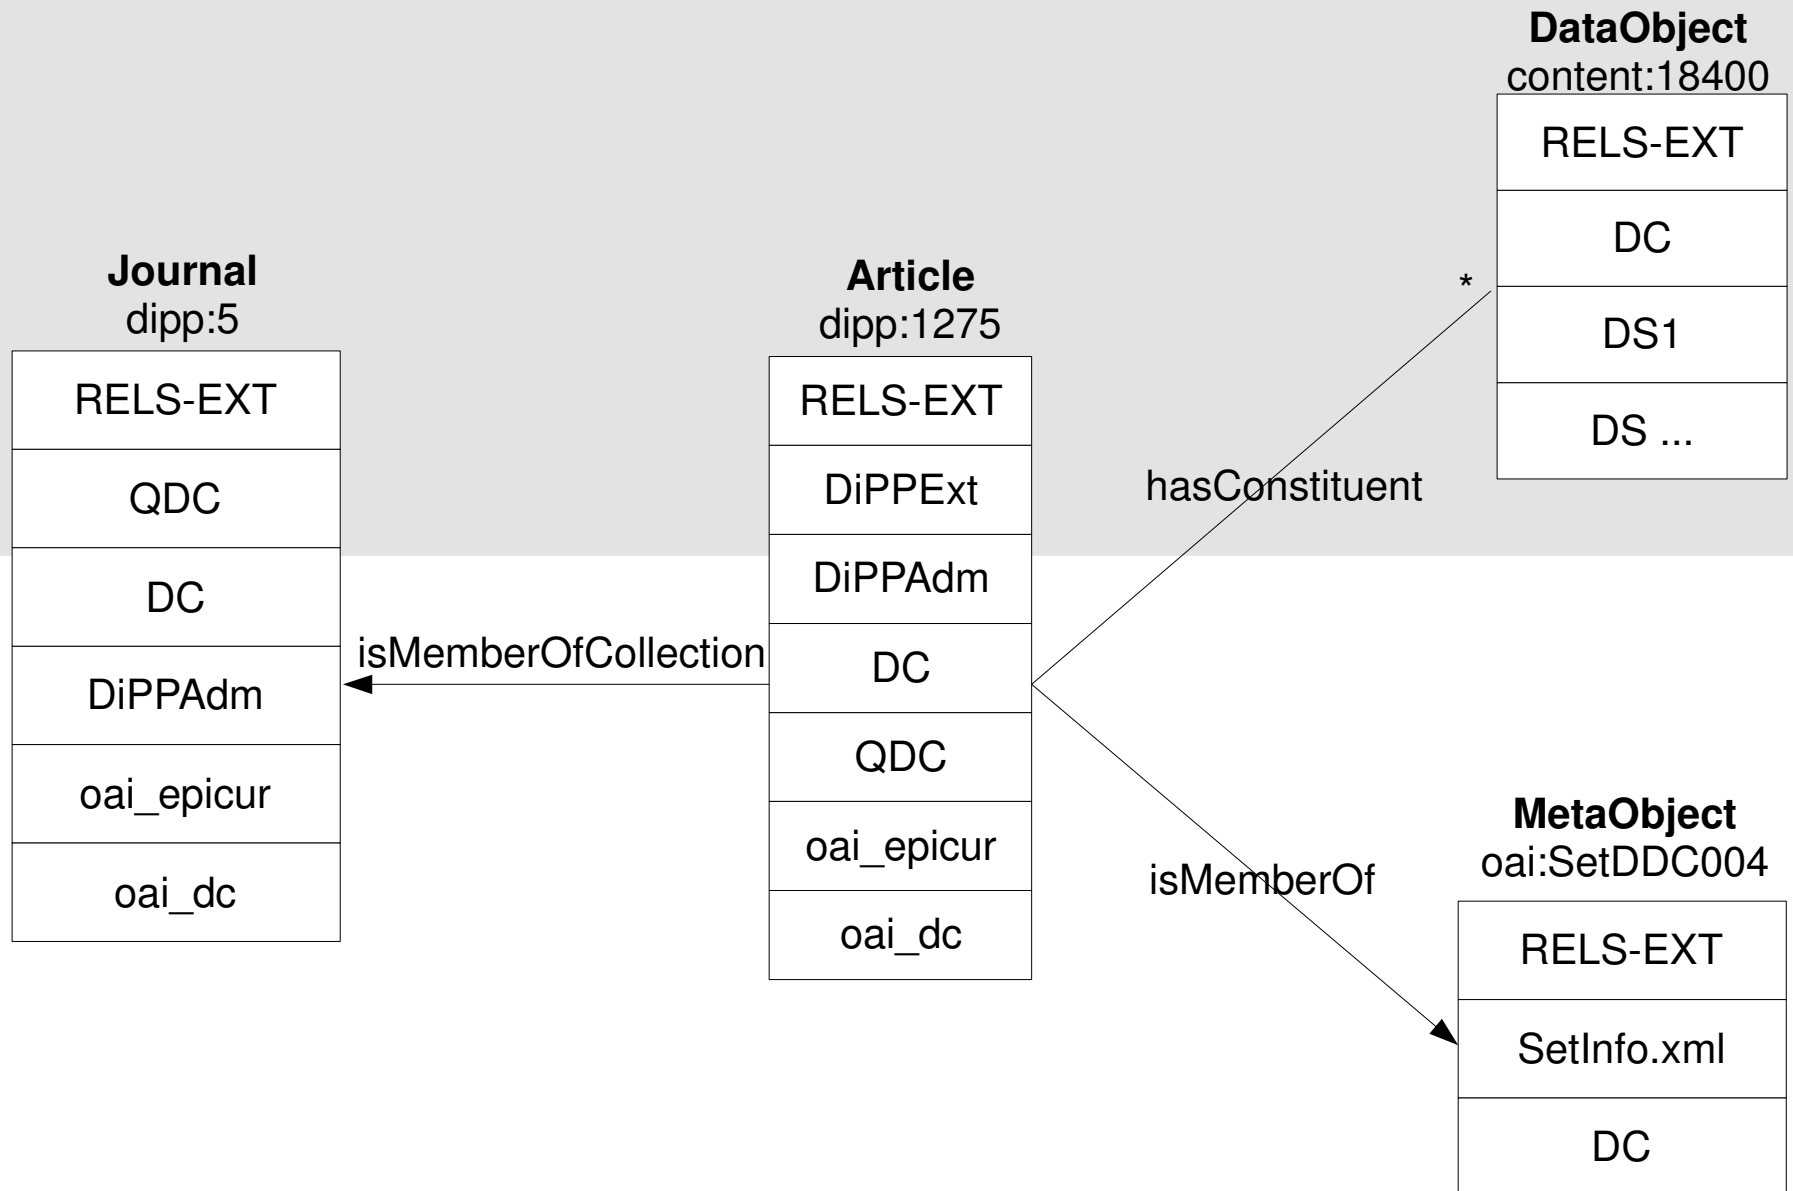 DataObject
content:18400
RELS-EXT
DC
*
DS1
DS ...
Journal
dipp:5
RELS-EXT
QDC
DC
DiPPAdm
oai_epicur
oai_dc
isMemberOfCollection
Article
dipp:1275
RELS-EXT
DiPPExt
DiPPAdm
DC
QDC
oai_epicur
oai_dc
hasConstituent
isMemberOf
MetaObject
oai:SetDDC004
RELS-EXT
SetInfo.xml
DC